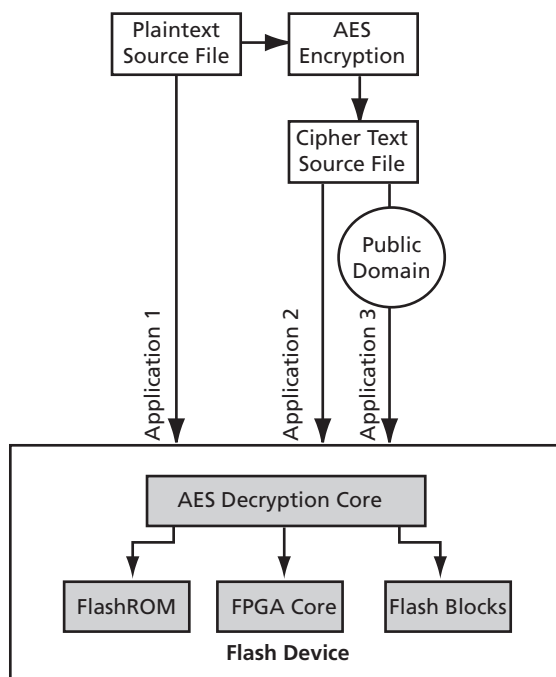 Plaintext
Source File
AES
Encryption
Cipher Text
Source File
Public
Domain
Application 1
Application 2
Application 3
AES Decryption Core
FlashROM
FPGA Core
Flash Blocks
Flash Device